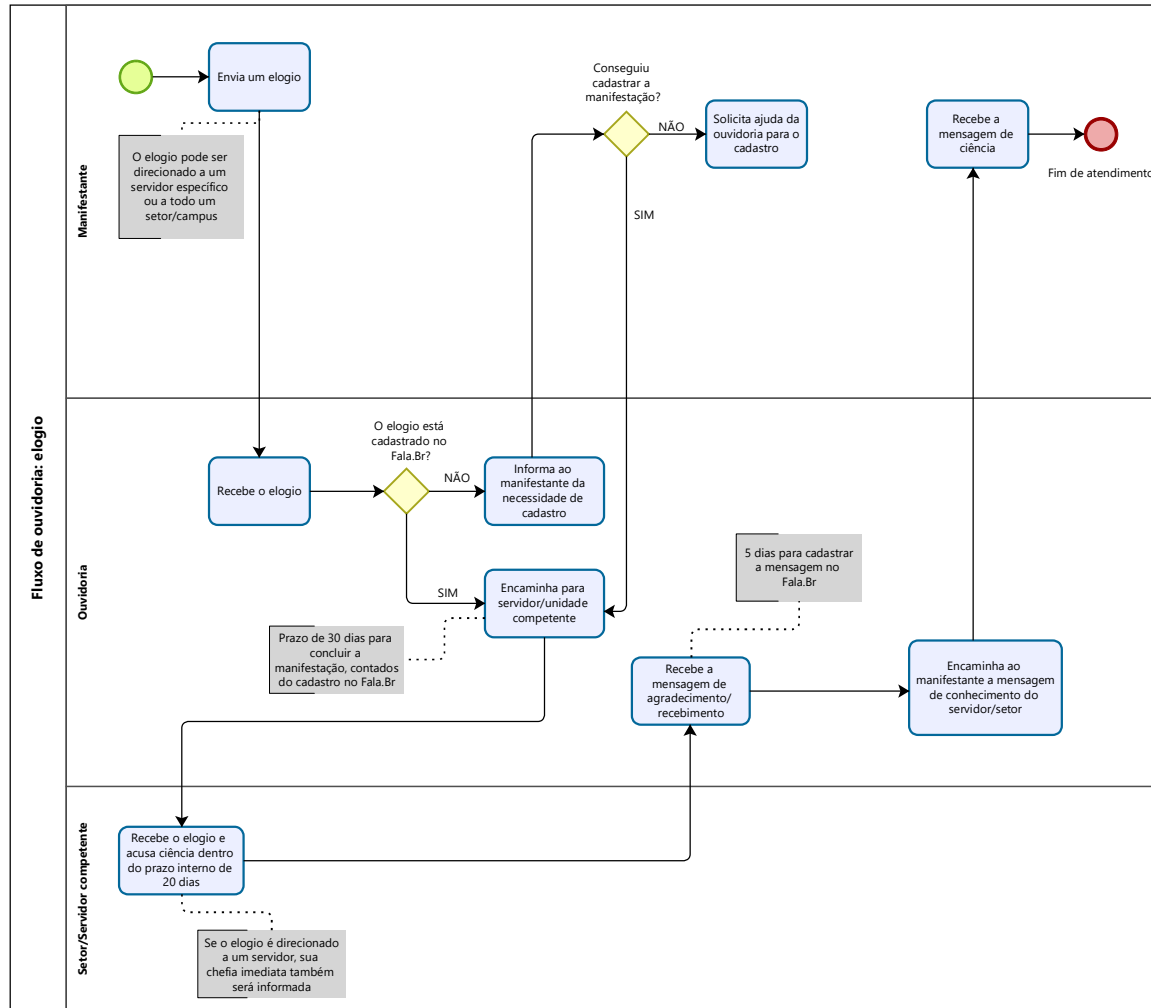 Fluxo de ouvidoria: elogio
Manifestante
Envia um elogio
O elogio pode ser
direcionado a um
servidor específico
ou a todo um
setor/campus
Conseguiu
cadastrar a
manifestação?
NÃO
SIM
Solicita ajuda da
ouvidoria para o
cadastro
Recebe a
mensagem de
ciência
Fim de atendimento
Ouvidoria
Recebe o elogio
O elogio está
cadastrado no
Fala.Br?
NÃO
SIM
Informa ao
manifestante da
necessidade de
cadastro
Encaminha para
servidor/unidade
competente
Prazo de 30 dias para
concluir a
manifestação, contados
do cadastro no Fala.Br
5 dias para cadastrar
a mensagem no
Fala.Br
Recebe a
mensagem de
agradecimento/
recebimento
Encaminha ao
manifestante a mensagem
de conhecimento do
servidor/setor
Setor/Servidor competente
Recebe o elogio e
acusa ciência dentro
do prazo interno de
20 dias
Se o elogio é direcionado
a um servidor, sua
chefia imediata também
será informada